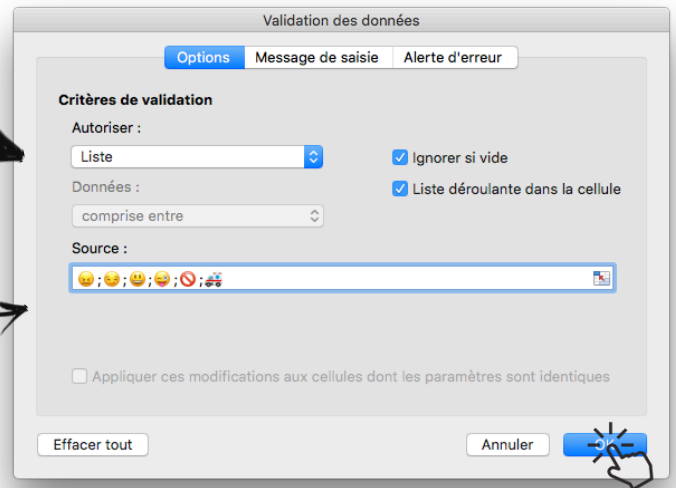 Validation des données
Options Message de saisie Alerte d'erreur
Critères de validation
Autoriser :
Liste
Ignorer si vide
Données :
Liste déroulante dans la cellule
comprise entre
Source :
😠;😏;😃;😜;🚫;🚑
Appliquer ces modifications aux cellules dont les paramètres sont identiques
Effacer tout Annuler OK